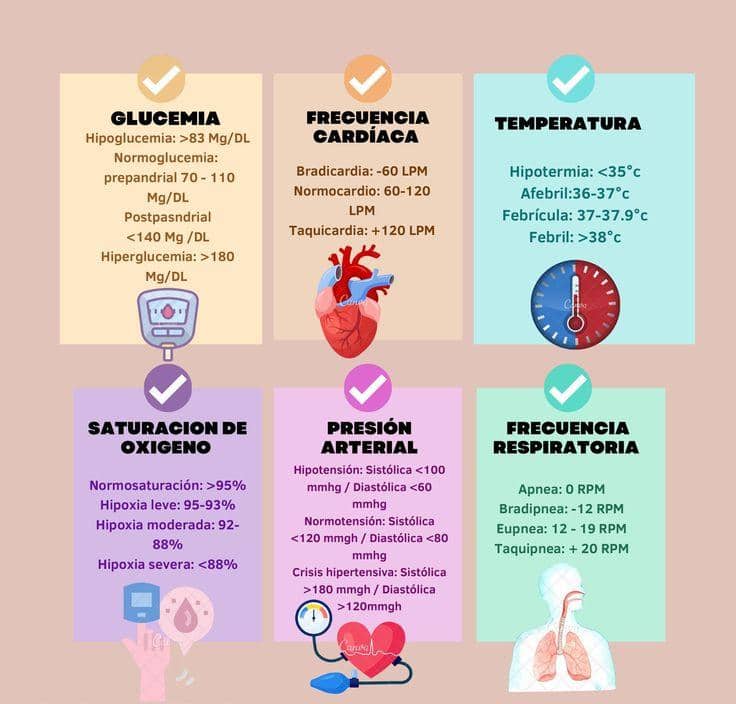 GLUCEMIA
Hipoglucemia: >83 Mg/DL
Normoglucemia:
prepandrial 70 - 110
Mg/DL
Postpasndrial
<140 Mg /DL
Hiperglucemia: >180
Mg/DL
FRECUENCIA
CARDÍACA
Bradicardia: -60 LPM
Normocardio: 60-120
LPM
Taquicardia: +120 LPM
Canva
TEMPERATURA
Hipotermia: <35°c
Afebril:36-37°c
Febrícula: 37-37.9°c
Febril: >38°c
Canva
SATURACION DE
OXIGENO
Normosaturación: >95%
Hipoxia leve: 95-93%
Hipoxia moderada: 92-
88%
Hipoxia severa: <88%
PRESIÓN
ARTERIAL
Hipotensión: Sistólica <100
mmhg / Diastólica <60
mmhg
Normotensión: Sistólica
<120 mmgh / Diastólica <80
mmhg
Crisis hipertensiva: Sistólica
>180 mmgh / Diastólica
>120mmgh
Canva
FRECUENCIA
RESPIRATORIA
Apnea: 0 RPM
Bradipnea: -12 RPM
Eupnea: 12 - 19 RPM
Taquipnea: + 20 RPM